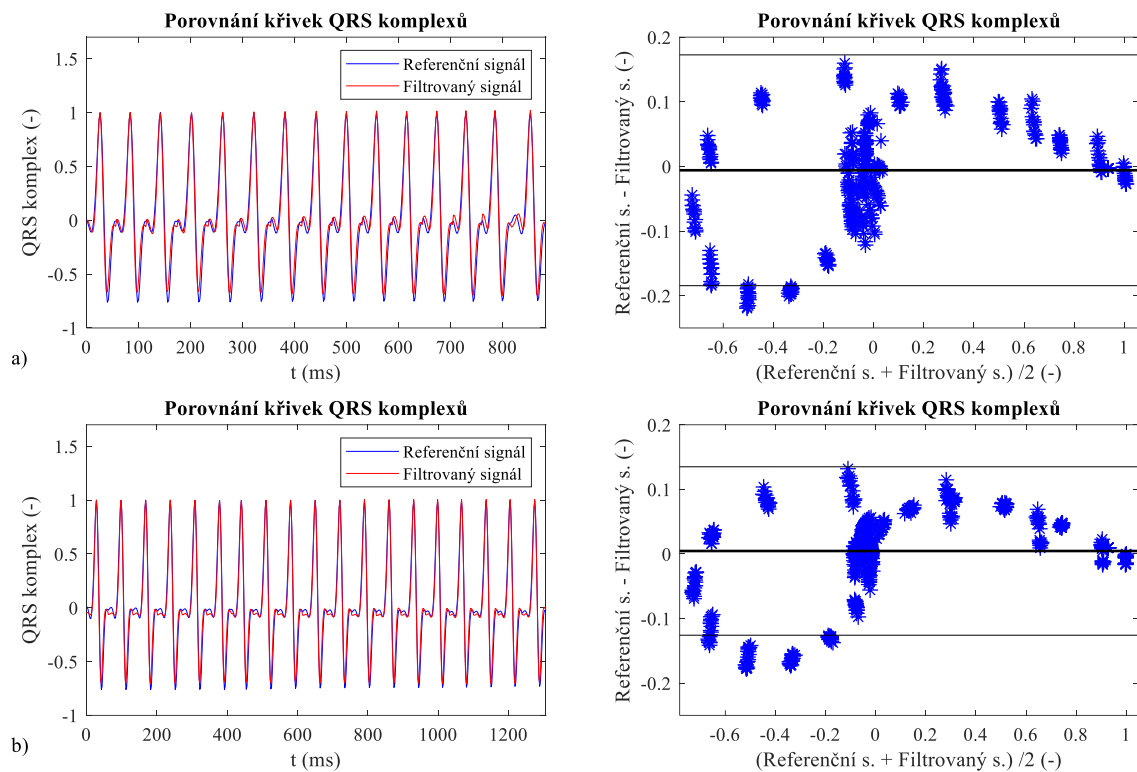 Porovnání křivek QRS komplexů
1
0.5
0
-0.5
-1
QRS komplex (-)
Referenční signál
Filtrovaný signál
0 100 200 300 400 500 600 700 800
t (ms)
a)
Porovnání křivek QRS komplexů
0.2
0.1
0
-0.1
-0.2
Referenční s. - Filtrovaný s. (-)
-0.6 -0.4 -0.2 0 0.2 0.4 0.6 0.8 1
(Referenční s. + Filtrovaný s.) /2 (-)
Porovnání křivek QRS komplexů
1.5
1
0.5
0
-0.5
-1
QRS komplex (-)
Referenční signál
Filtrovaný signál
0 200 400 600 800 1000 1200
t (ms)
b)
Porovnání křivek QRS komplexů
0.2
0.1
0
-0.1
-0.2
Referenční s. - Filtrovaný s. (-)
-0.6 -0.4 -0.2 0 0.2 0.4 0.6 0.8 1
(Referenční s. + Filtrovaný s.) /2 (-)